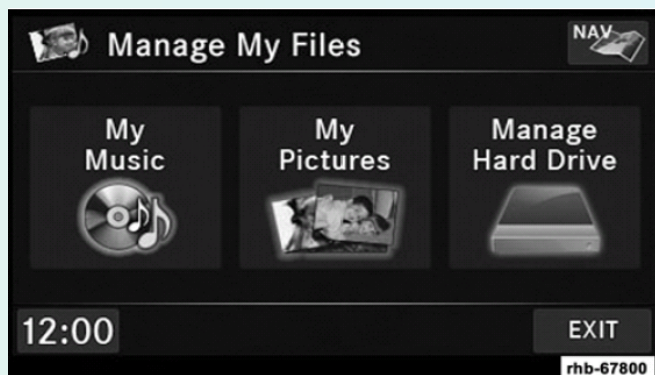 Manage My Files
NAV
My
Music
My
Pictures
Manage
Hard Drive
12:00
EXIT
rhb-67800